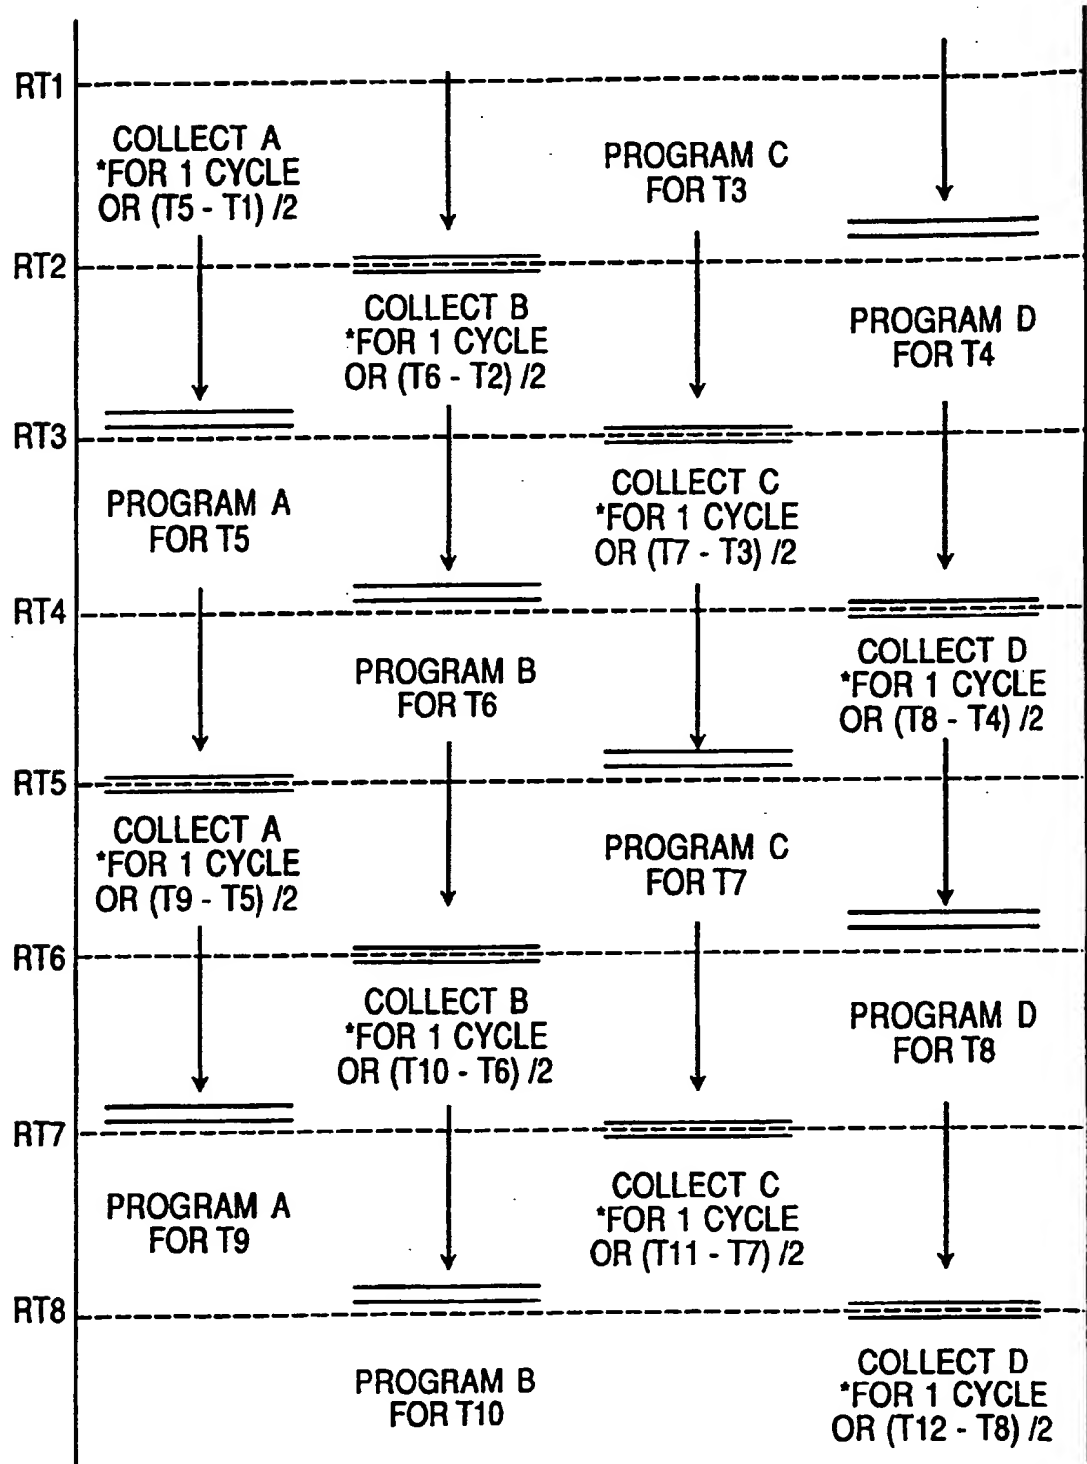 RT1
COLLECT A
*FOR 1 CYCLE
OR (T5 - T1) /2
PROGRAM C
FOR T3
RT2
COLLECT B
*FOR 1 CYCLE
OR (T6 - T2) /2
PROGRAM D
FOR T4
RT3
PROGRAM A
FOR T5
COLLECT C
*FOR 1 CYCLE
OR (T7 - T3) /2
RT4
PROGRAM B
FOR T6
COLLECT D
*FOR 1 CYCLE
OR (T8 - T4) /2
RT5
COLLECT A
*FOR 1 CYCLE
OR (T9 - T5) /2
PROGRAM C
FOR T7
RT6
COLLECT B
*FOR 1 CYCLE
OR (T10 - T6) /2
PROGRAM D
FOR T8
RT7
PROGRAM A
FOR T9
COLLECT C
*FOR 1 CYCLE
OR (T11 - T7) /2
RT8
PROGRAM B
FOR T10
COLLECT D
*FOR 1 CYCLE
OR (T12 - T8) /2